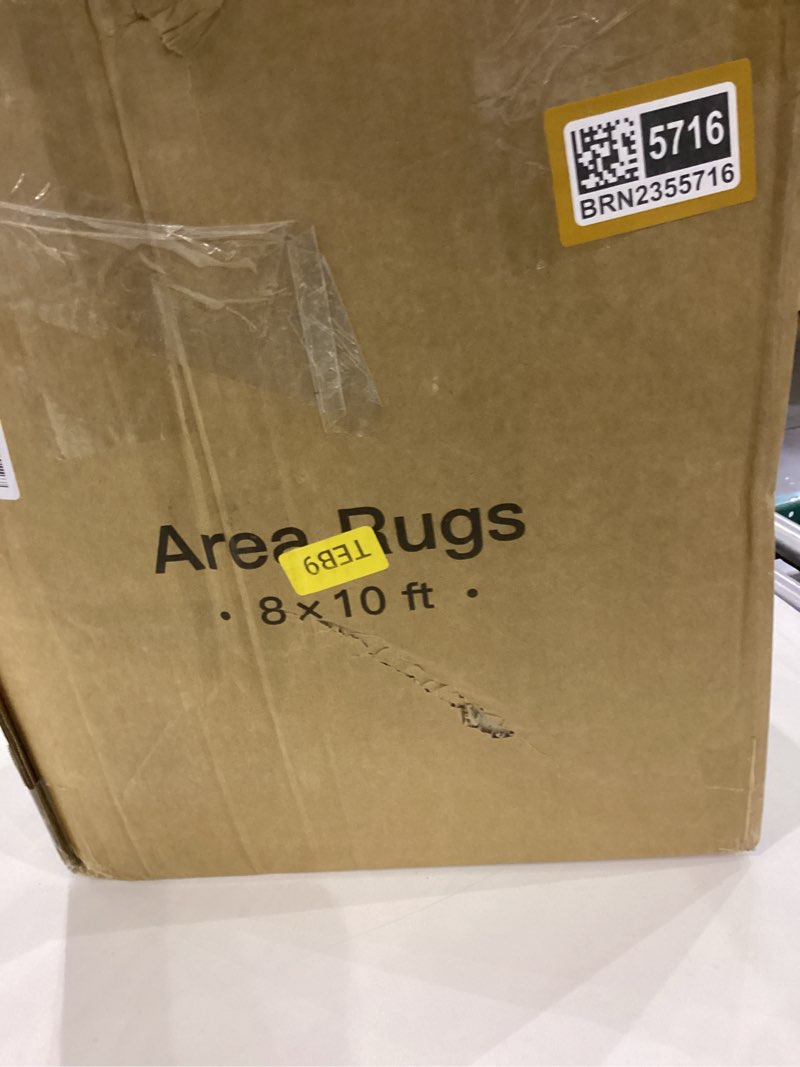 5716
BRN2355716
Area Rugs
TEB9
• 8 × 10 ft •